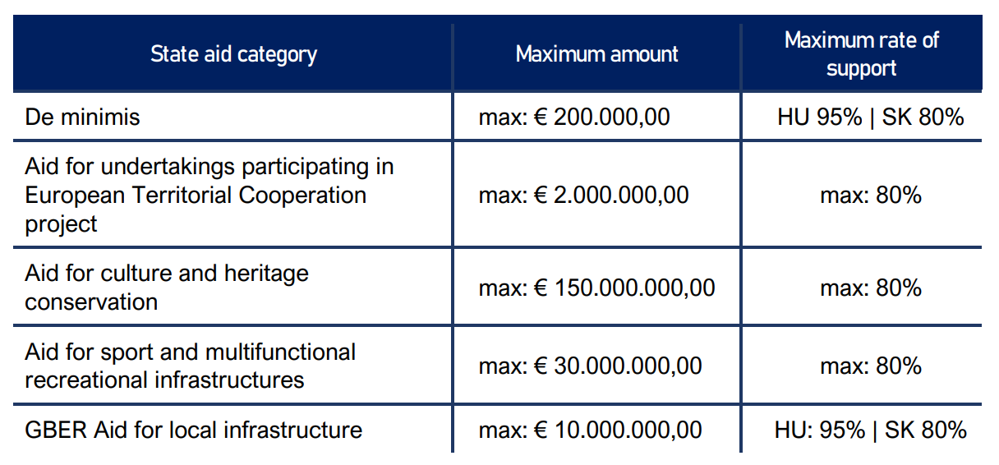 State aid category
Maximum amount
Maximum rate of
support
De minimis
max: € 200.000,00
HU 95% | SK 80%
Aid for undertakings participating in
European Territorial Cooperation
project
max: € 2.000.000,00
max: 80%
Aid for culture and heritage
conservation
max: € 150.000.000,00
max: 80%
Aid for sport and multifunctional
recreational infrastructures
max: € 30.000.000,00
max: 80%
GBER Aid for local infrastructure
max: € 10.000.000,00
HU: 95% | SK 80%